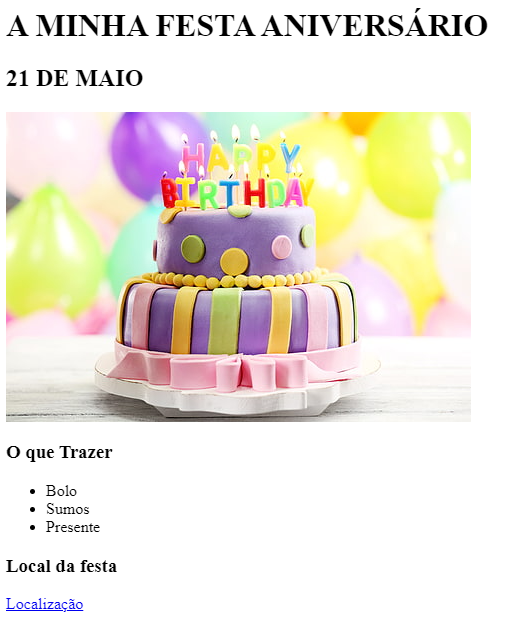 A MINHA FESTA ANIVERSÁRIO
21 DE MAIO
HAPPY
BIRTHDAY
O que Trazer
Bolo
Sumos
Presente
Local da festa
Localização